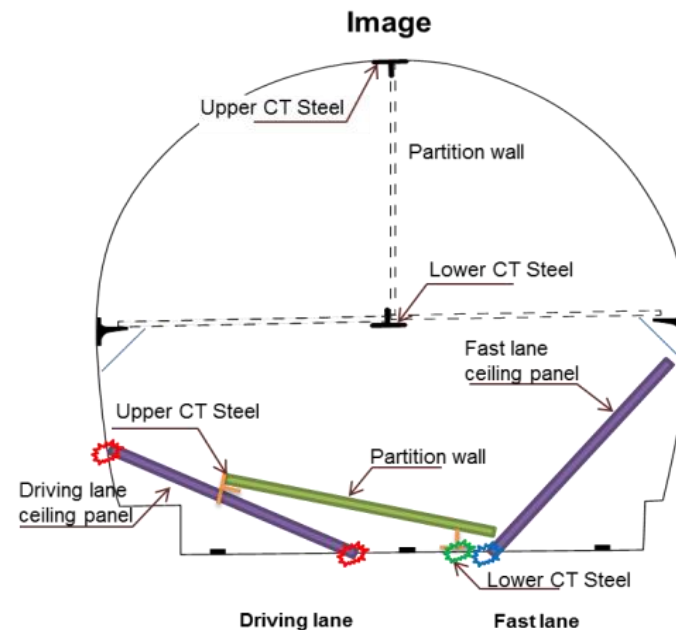 Image
Upper CT Steel
Partition wall
Lower CT Steel
Fast lane
ceiling panel
Upper CT Steel
Partition wall
Driving lane
ceiling panel
Lower CT Steel
Driving lane
Fast lane